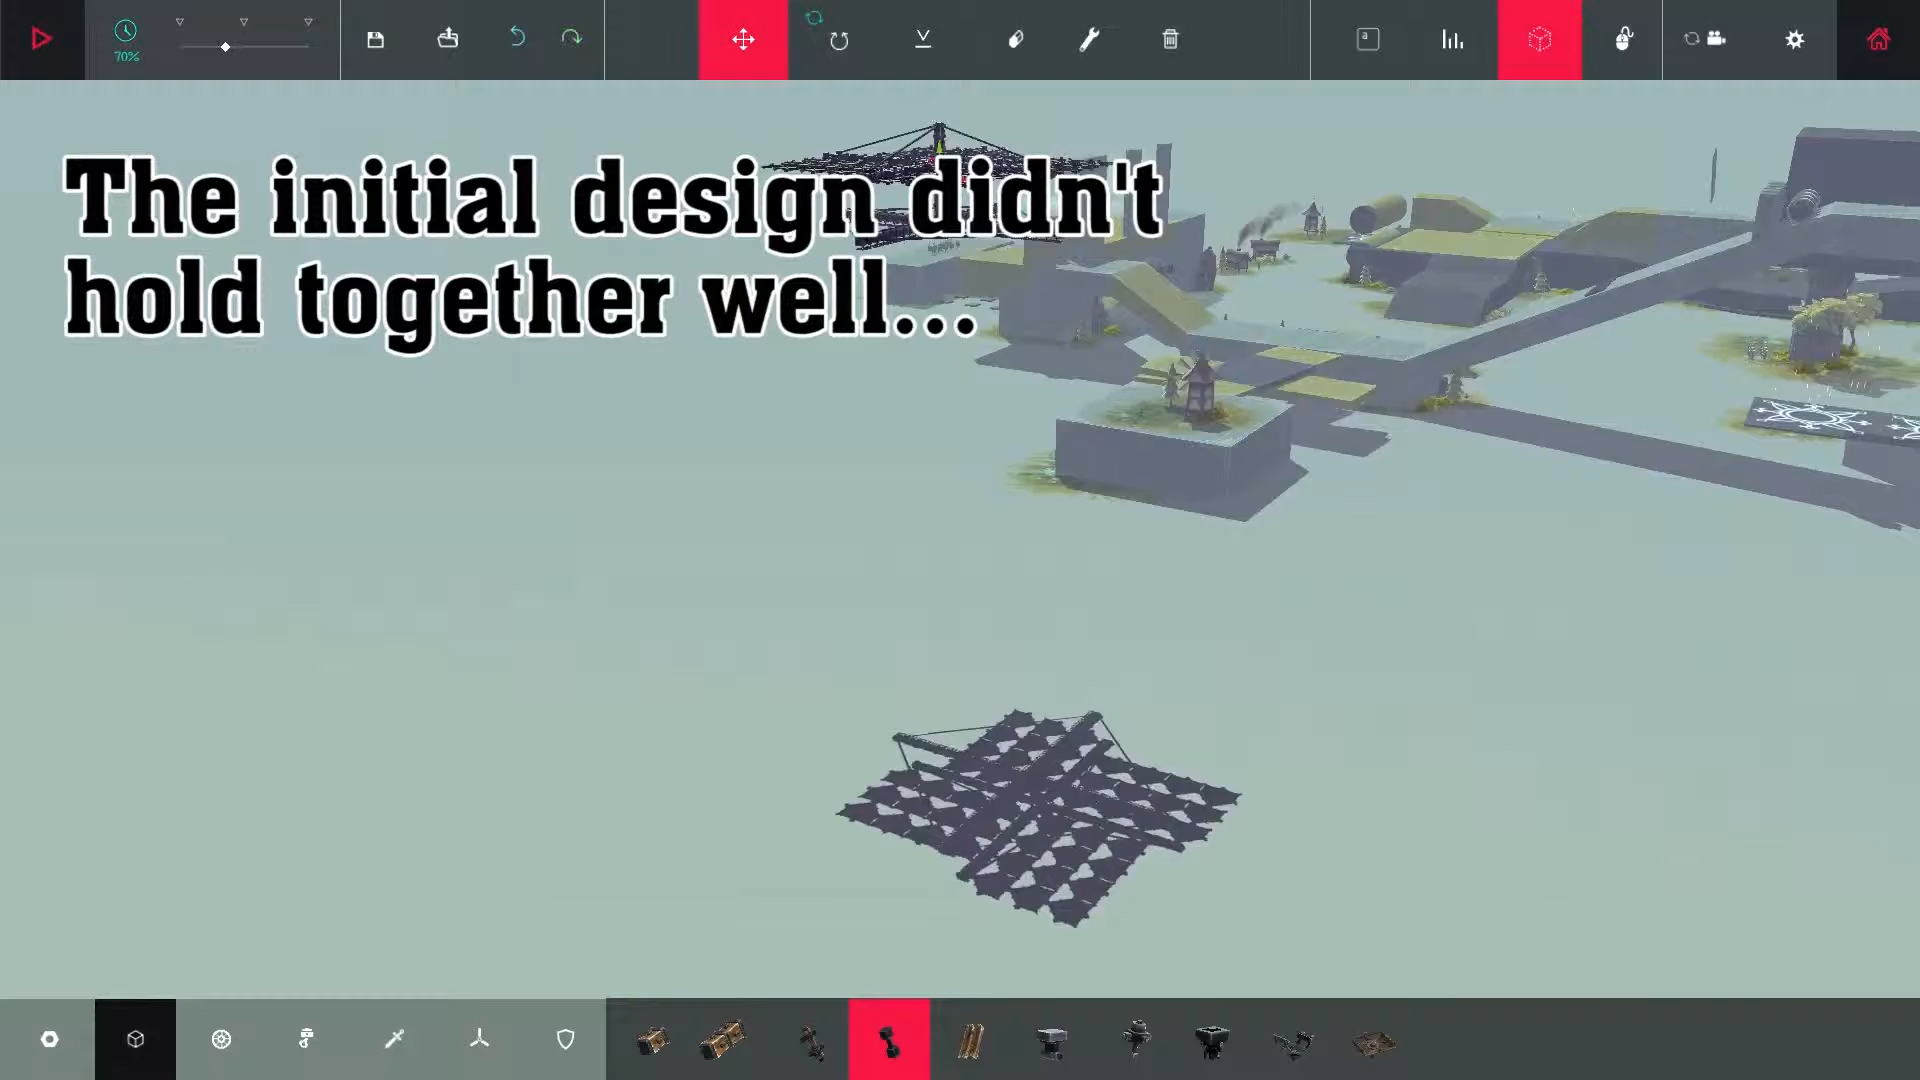 70%
a
The initial design didn't
hold together well...